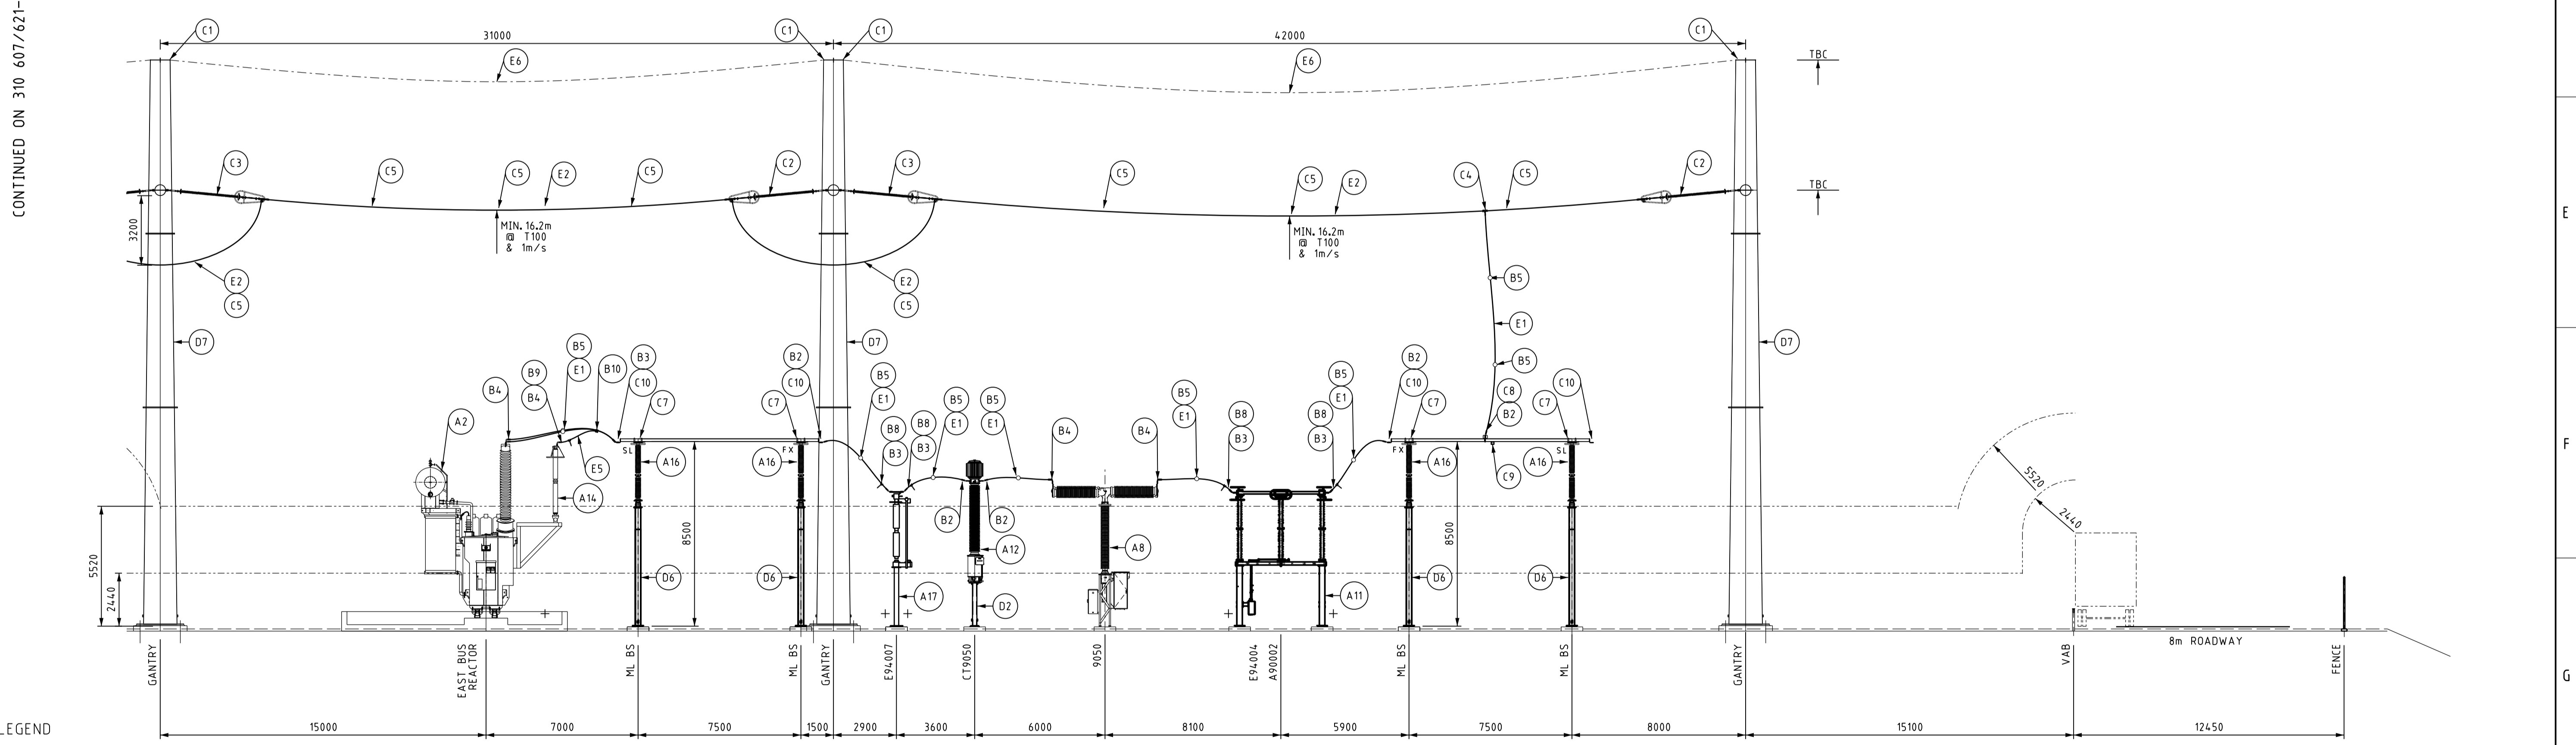 CONTINUED ON 310 607/621-
C1
31000
C1
C1
42000
C1
TBC
E6
E6
C3
C5
C5
E2
C5
C2
C3
C5
C5
E2
C4
C5
C2
TBC
E
3200
MIN. 16.2m
@ T100
& 1m/s
MIN. 16.2m
@ T100
& 1m/s
E2
C5
E2
C5
B5
E1
B5
D7
D7
D7
B5
E1
B9
B4
B4
B10
B3
C10
C7
B2
C10
C7
B5
E1
B8
B3
B8
B3
B5
E1
B5
E1
B4
B4
B5
E1
B8
B3
B8
B3
B5
E1
B2
C10
C7
C8
B2
C7
C10
A2
E5
A14
SL
A16
FX
A16
B2
B2
FX
A16
C9
SL
A16
F
5520
2440
5520
2440
8500
8500
A12
A8
D6
D6
A17
D2
A11
D6
D6
8m ROADWAY
GANTRY
EAST BUS
REACTOR
ML BS
ML BS
GANTRY
E94007
CT9050
9050
E94004
A90002
ML BS
ML BS
GANTRY
VAB
FENCE
G
LEGEND
15000
7000
7500
1500
2900
3600
6000
8100
5900
7500
8000
15100
12450